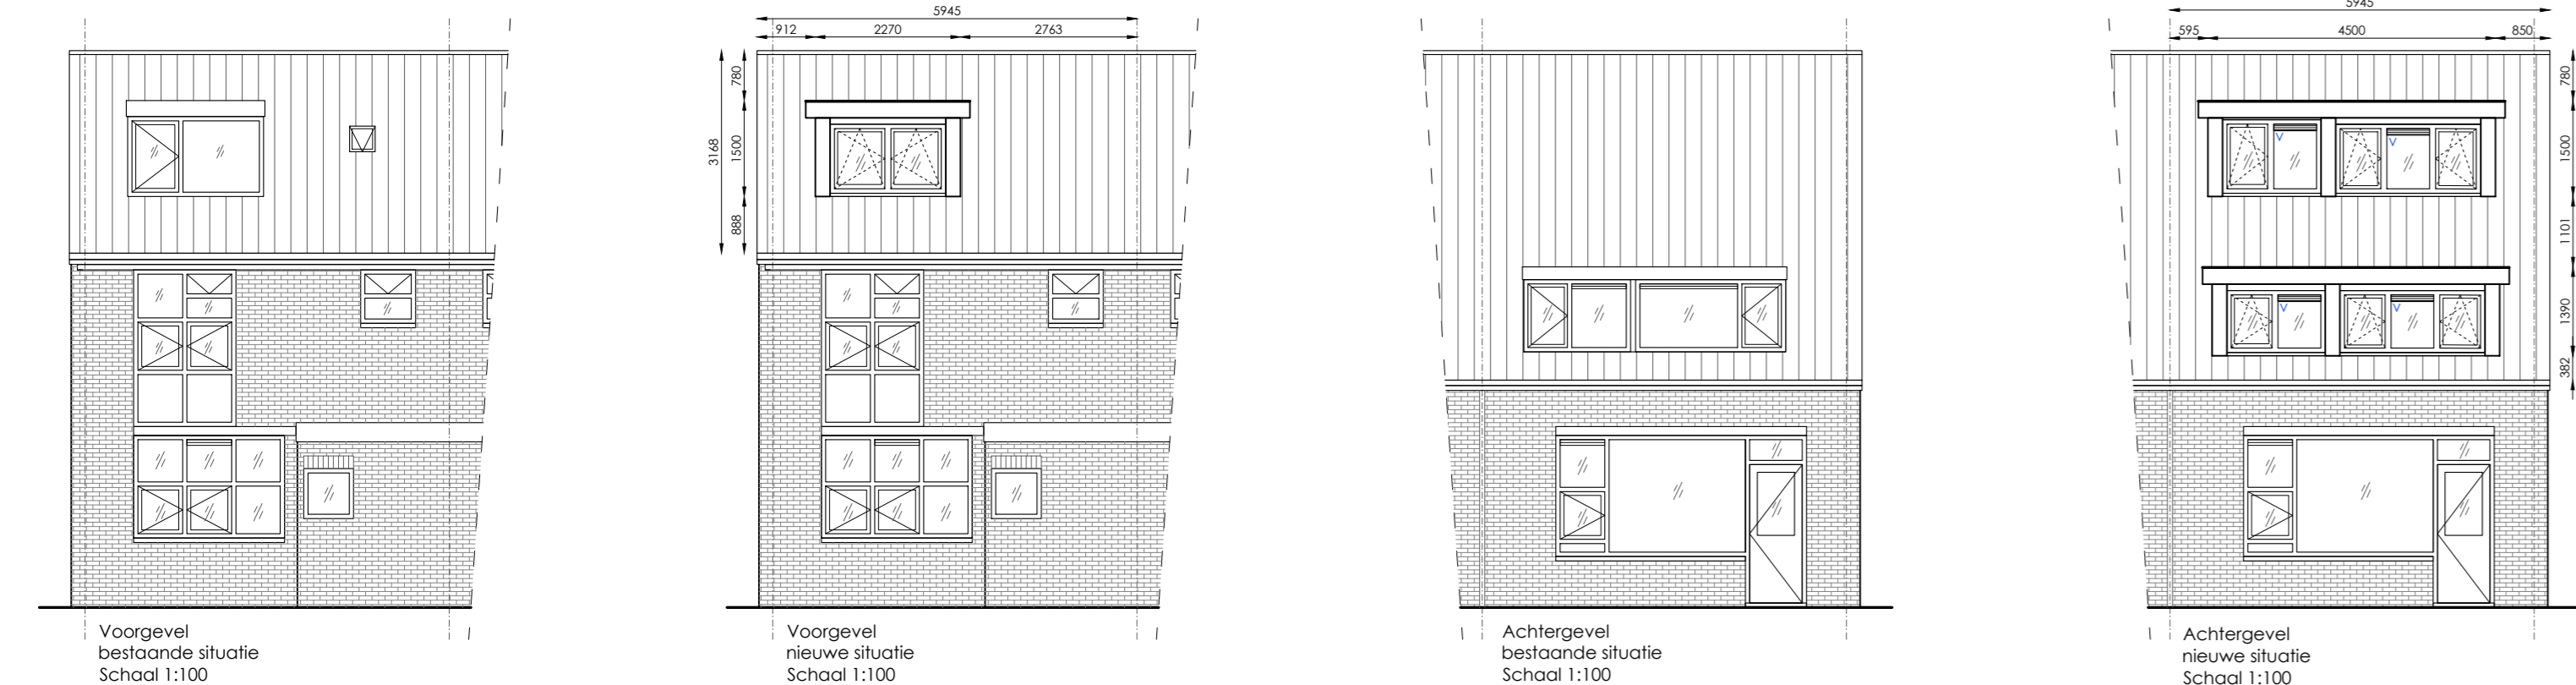 5945
912 2270 2763
3168
780
1500
888
5945
595 4500 850
780
1500
1101
1390
382
V V
V V
Voorgevel
bestaande situatie
Schaal 1:100
Voorgevel
nieuwe situatie
Schaal 1:100
Achtergevel
bestaande situatie
Schaal 1:100
Achtergevel
nieuwe situatie
Schaal 1:100